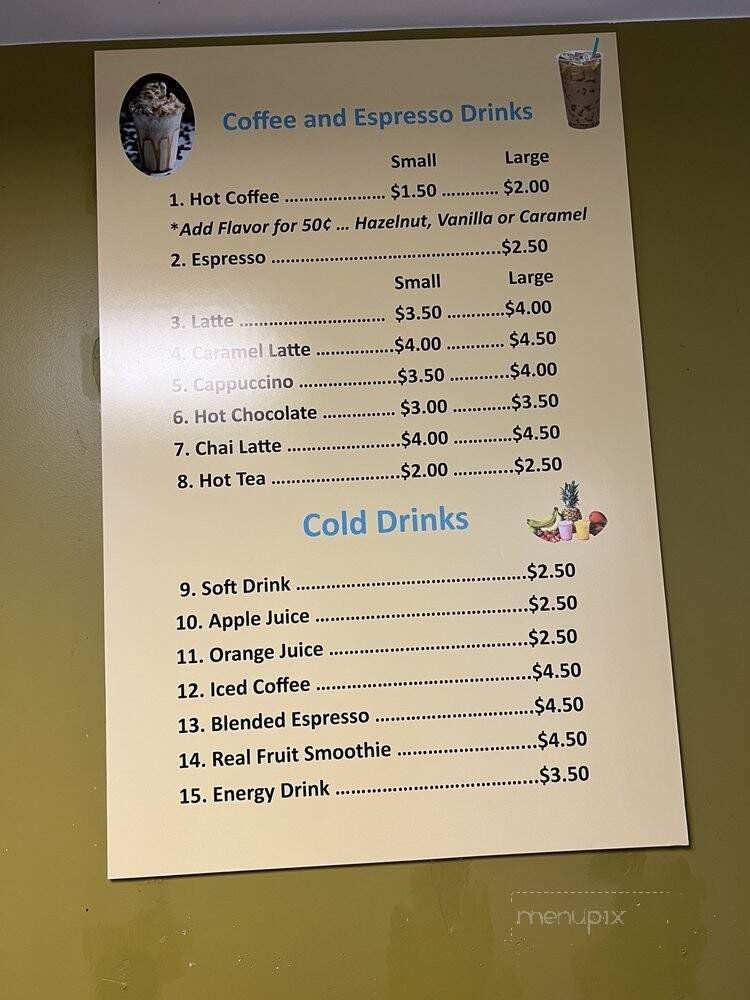 Coffee and Espresso Drinks
Small Large
1. Hot Coffee ..................... $1.50 ............ $2.00
*Add Flavor for 50¢ ... Hazelnut, Vanilla or Caramel
2. Espresso ................................................$2.50
Small Large
3. Latte .............................. $3.50 ............$4.00
4. Caramel Latte ................$4.00 ............ $4.50
5. Cappuccino ....................$3.50 ............$4.00
6. Hot Chocolate ............... $3.00 ............$3.50
7. Chai Latte .......................$4.00 ............$4.50
8. Hot Tea ..........................$2.00 ............$2.50
Cold Drinks
9. Soft Drink ...............................................$2.50
10. Apple Juice ...........................................$2.50
11. Orange Juice ........................................$2.50
12. Iced Coffee ...........................................$4.50
13. Blended Espresso ................................$4.50
14. Real Fruit Smoothie ............................$4.50
15. Energy Drink .........................................$3.50
menupix